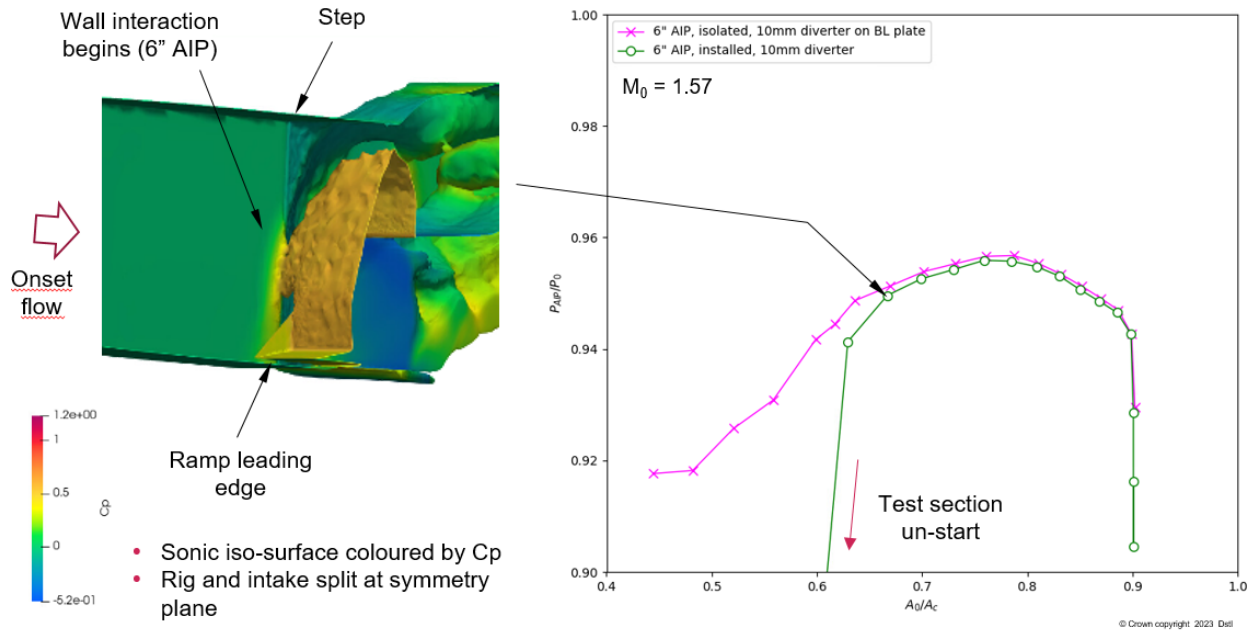 Wall interaction
begins (6” AIP)
Step
Onset
flow
Ramp leading
edge
1.2e+00
1
0.5
0
-5.2e-01
Cp
• Sonic iso-surface coloured by Cp
• Rig and intake split at symmetry
plane
6" AIP, isolated, 10mm diverter on BL plate
6" AIP, installed, 10mm diverter
M₀ = 1.57
Test section
un-start
1.00
0.98
0.96
0.94
0.92
0.90
P_AIP/P₀
0.4 0.5 0.6 0.7 0.8 0.9 1.0
A₀/A_c
© Crown copyright 2023 Dstl